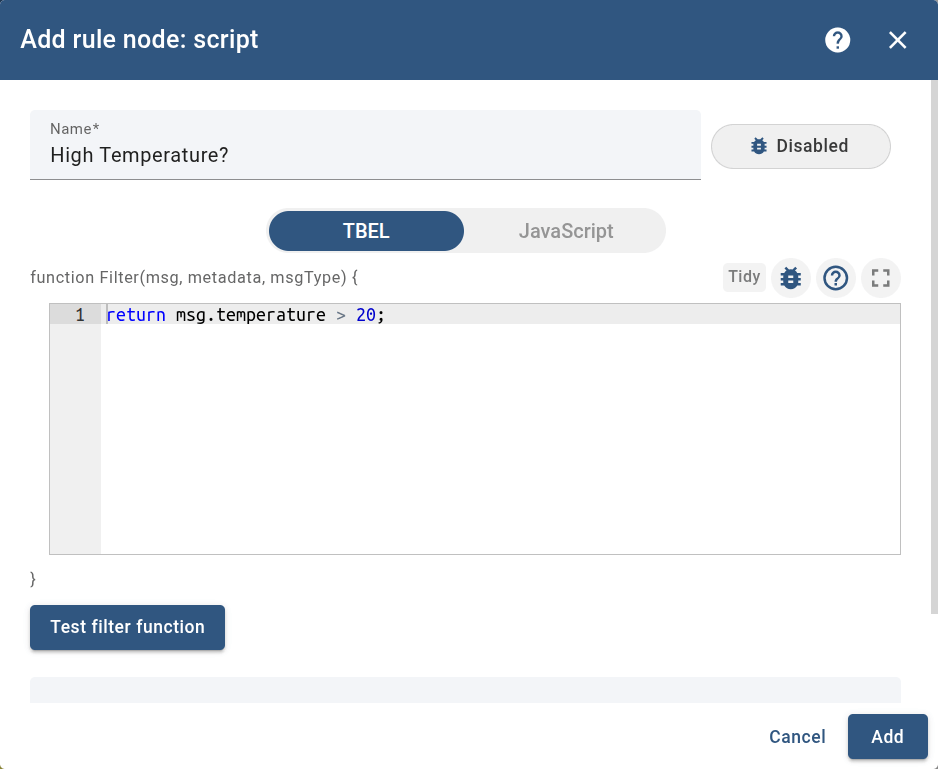 Add rule node: script
Name*
High Temperature?
Disabled
TBEL
JavaScript
function Filter(msg, metadata, msgType) {
Tidy
1
return msg.temperature > 20;
}
Test filter function
Cancel
Add